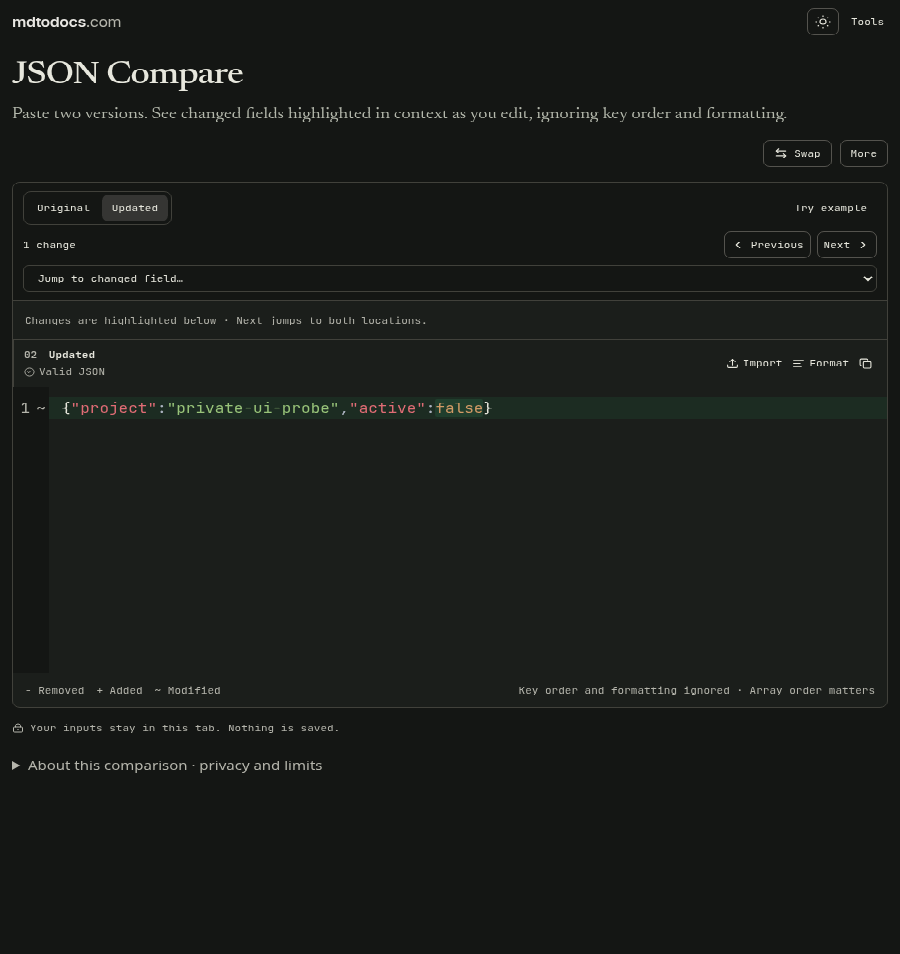 mdtodocs.com
Tools
JSON Compare
Paste two versions. See changed fields highlighted in context as you edit, ignoring key order and formatting.
Swap
More
Original
Updated
Try example
1 change
Previous
Next
Jump to changed field…
Changes are highlighted below · Next jumps to both locations.
02 Updated
Valid JSON
Import
Format
1 ~ {"project":"private-ui-probe","active":false}
- Removed + Added ~ Modified
Key order and formatting ignored · Array order matters
Your inputs stay in this tab. Nothing is saved.
About this comparison · privacy and limits